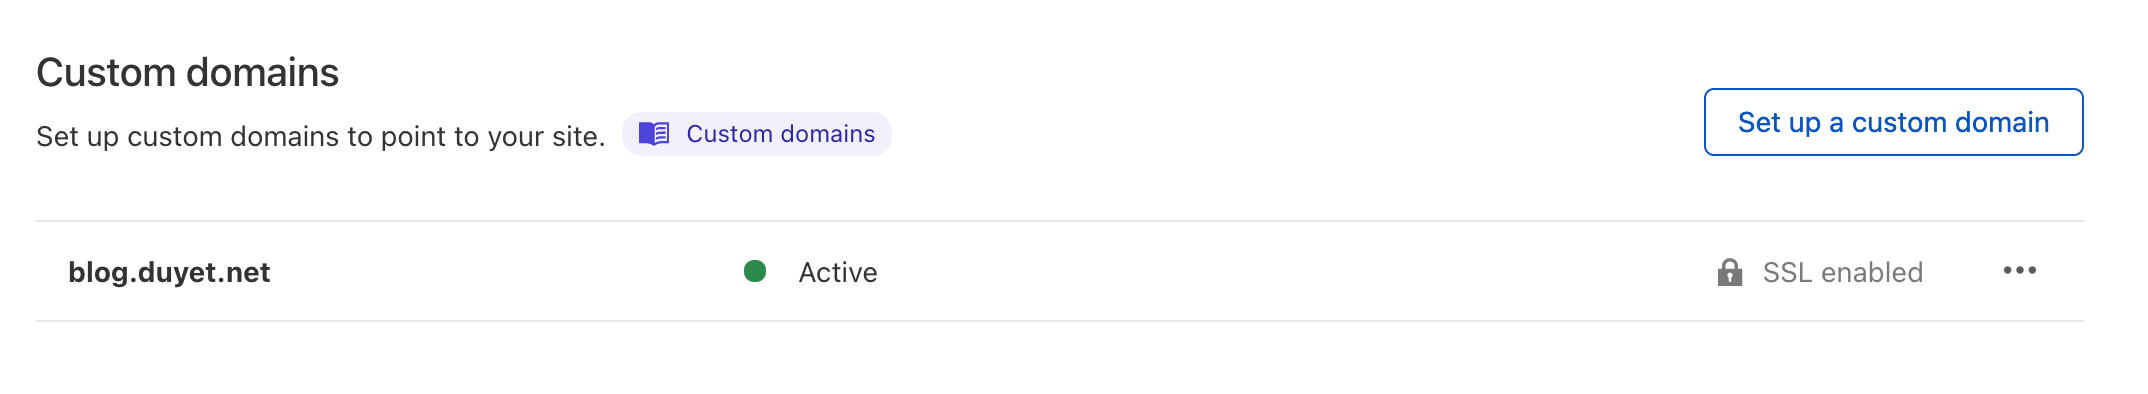 Custom domains
Set up custom domains to point to your site. Custom domains
Set up a custom domain
blog.duyet.net Active SSL enabled